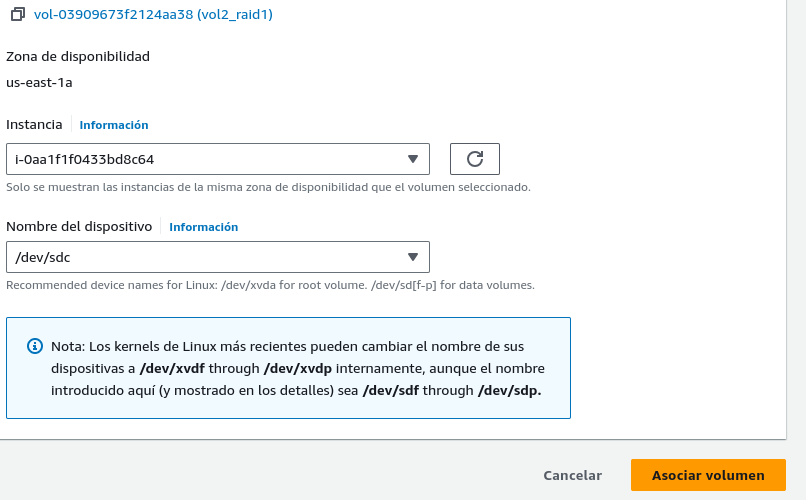 vol-03909673f2124aa38 (vol2_raid1)
Zona de disponibilidad
us-east-1a
Instancia Información
i-0aa1f1f0433bd8c64
Solo se muestran las instancias de la misma zona de disponibilidad que el volumen seleccionado.
Nombre del dispositivo Información
/dev/sdc
Recommended device names for Linux: /dev/xvda for root volume. /dev/sd[f-p] for data volumes.
Nota: Los kernels de Linux más recientes pueden cambiar el nombre de sus
dispositivas a /dev/xvdf through /dev/xvdp internamente, aunque el nombre
introducido aquí (y mostrado en los detalles) sea /dev/sdf through /dev/sdp.
Cancelar Asociar volumen